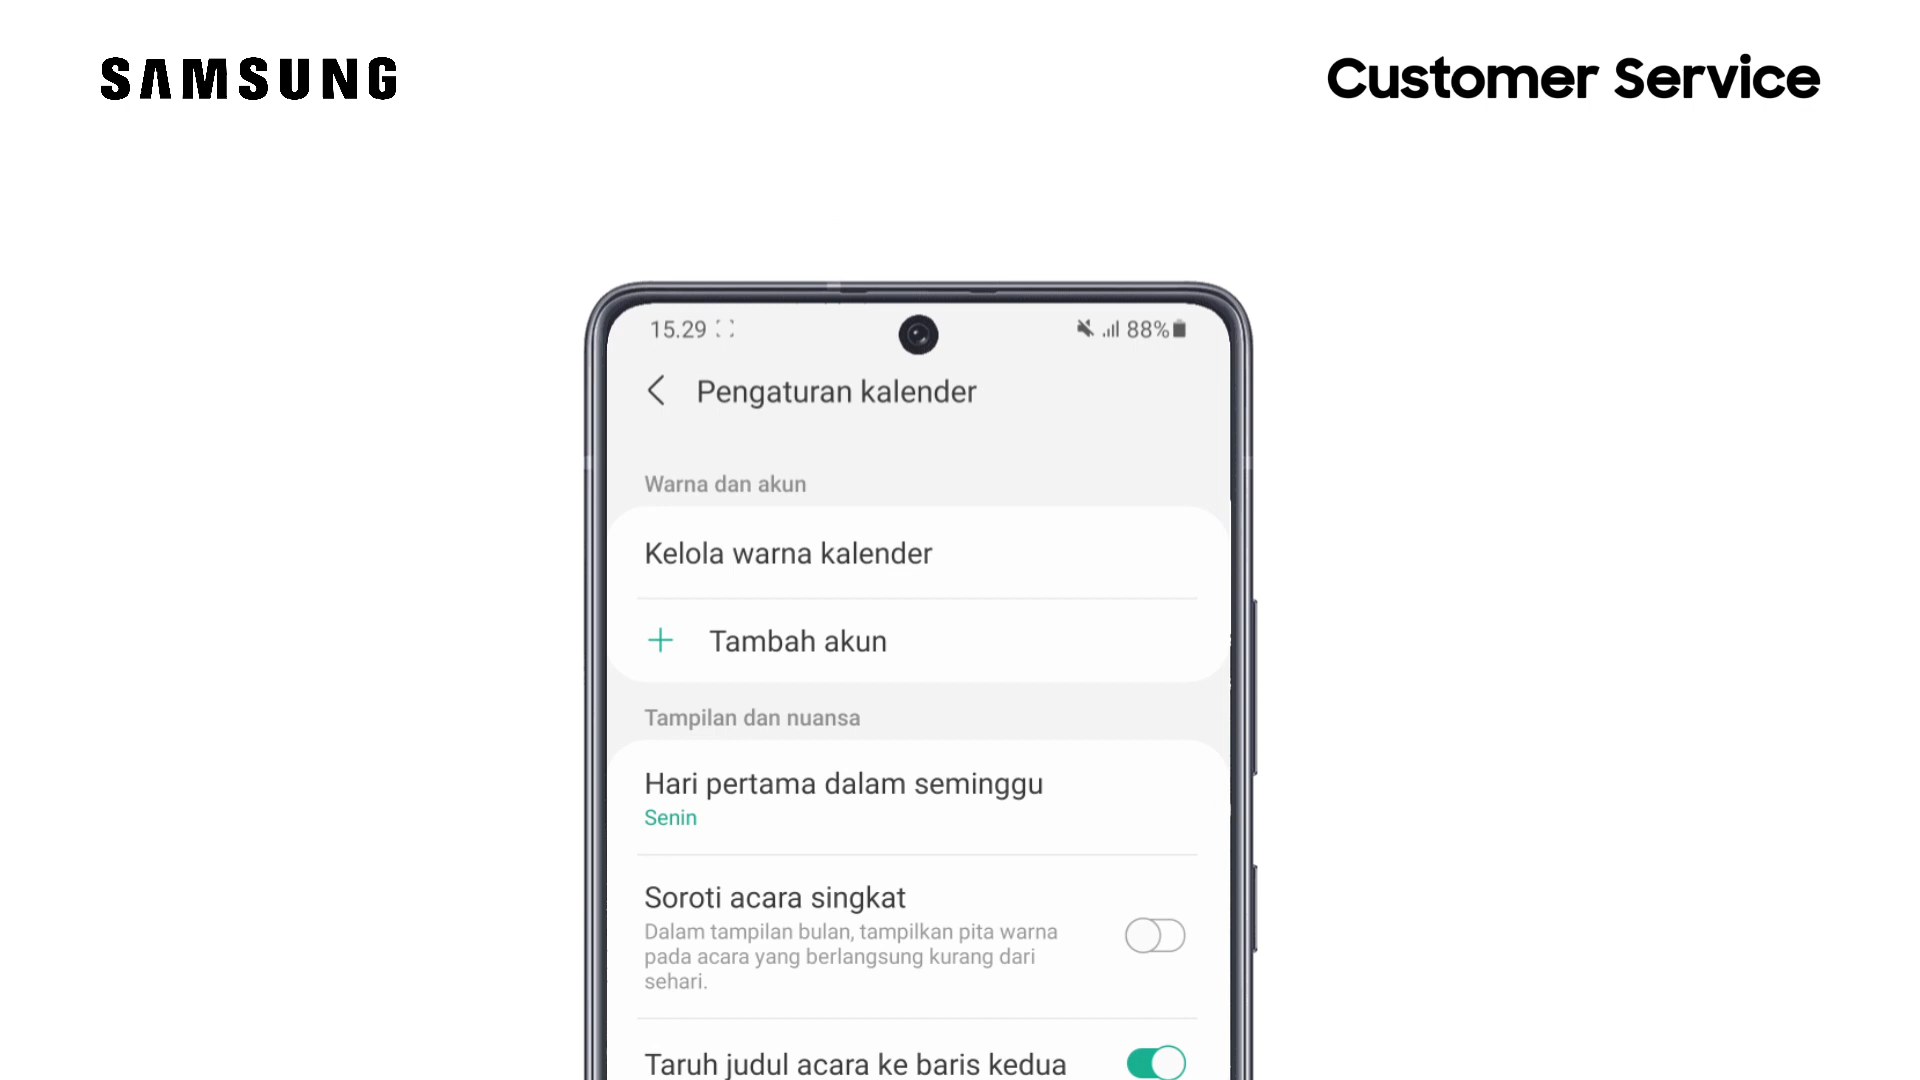 SAMSUNG
Customer Service
15.29
88%
Pengaturan kalender
Warna dan akun
Kelola warna kalender
+ Tambah akun
Tampilan dan nuansa
Hari pertama dalam seminggu
Senin
Soroti acara singkat
Dalam tampilan bulan, tampilkan pita warna
pada acara yang berlangsung kurang dari
sehari.
Taruh judul acara ke baris kedua